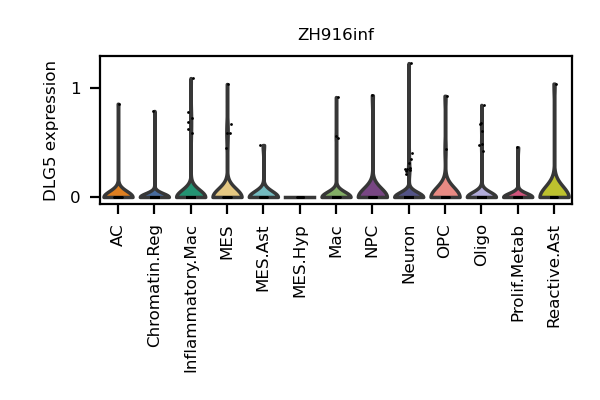 ZH916inf
DLG5 expression
1
0
AC
Chromatin.Reg
Inflammatory.Mac
MES
MES.Ast
MES.Hyp
Mac
NPC
Neuron
OPC
Oligo
Prolif.Metab
Reactive.Ast